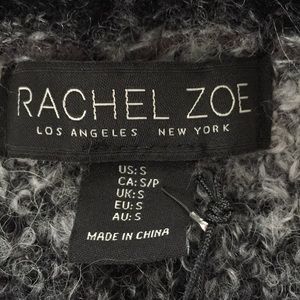 RACHEL ZOE
LOS ANGELES NEW YORK
US: S
CA: S/P
UK: S
EU: S
AU: S
MADE IN CHINA